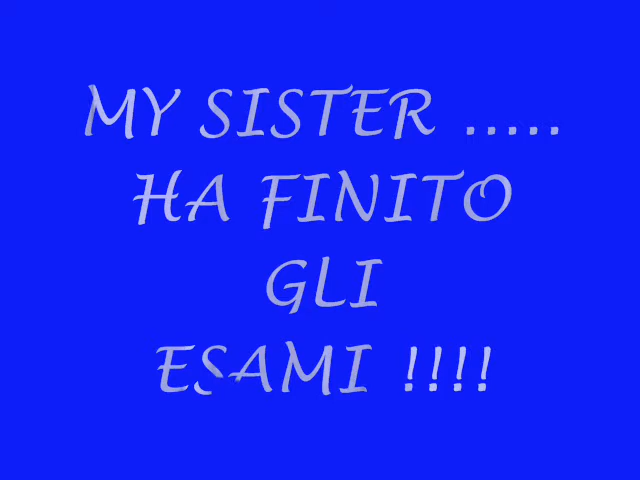 MY SISTER .....
HA FINITO
GLI
ESAMI !!!!